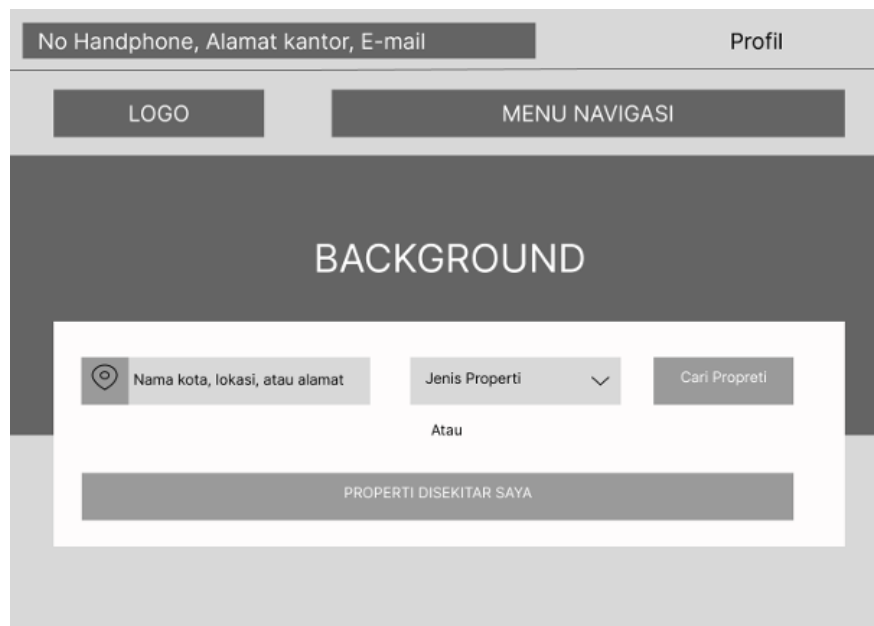 No Handphone, Alamat kantor, E-mail
Profil
LOGO
MENU NAVIGASI
BACKGROUND
Nama kota, lokasi, atau alamat
Jenis Properti
Cari Propreti
Atau
PROPERTI DISEKITAR SAYA